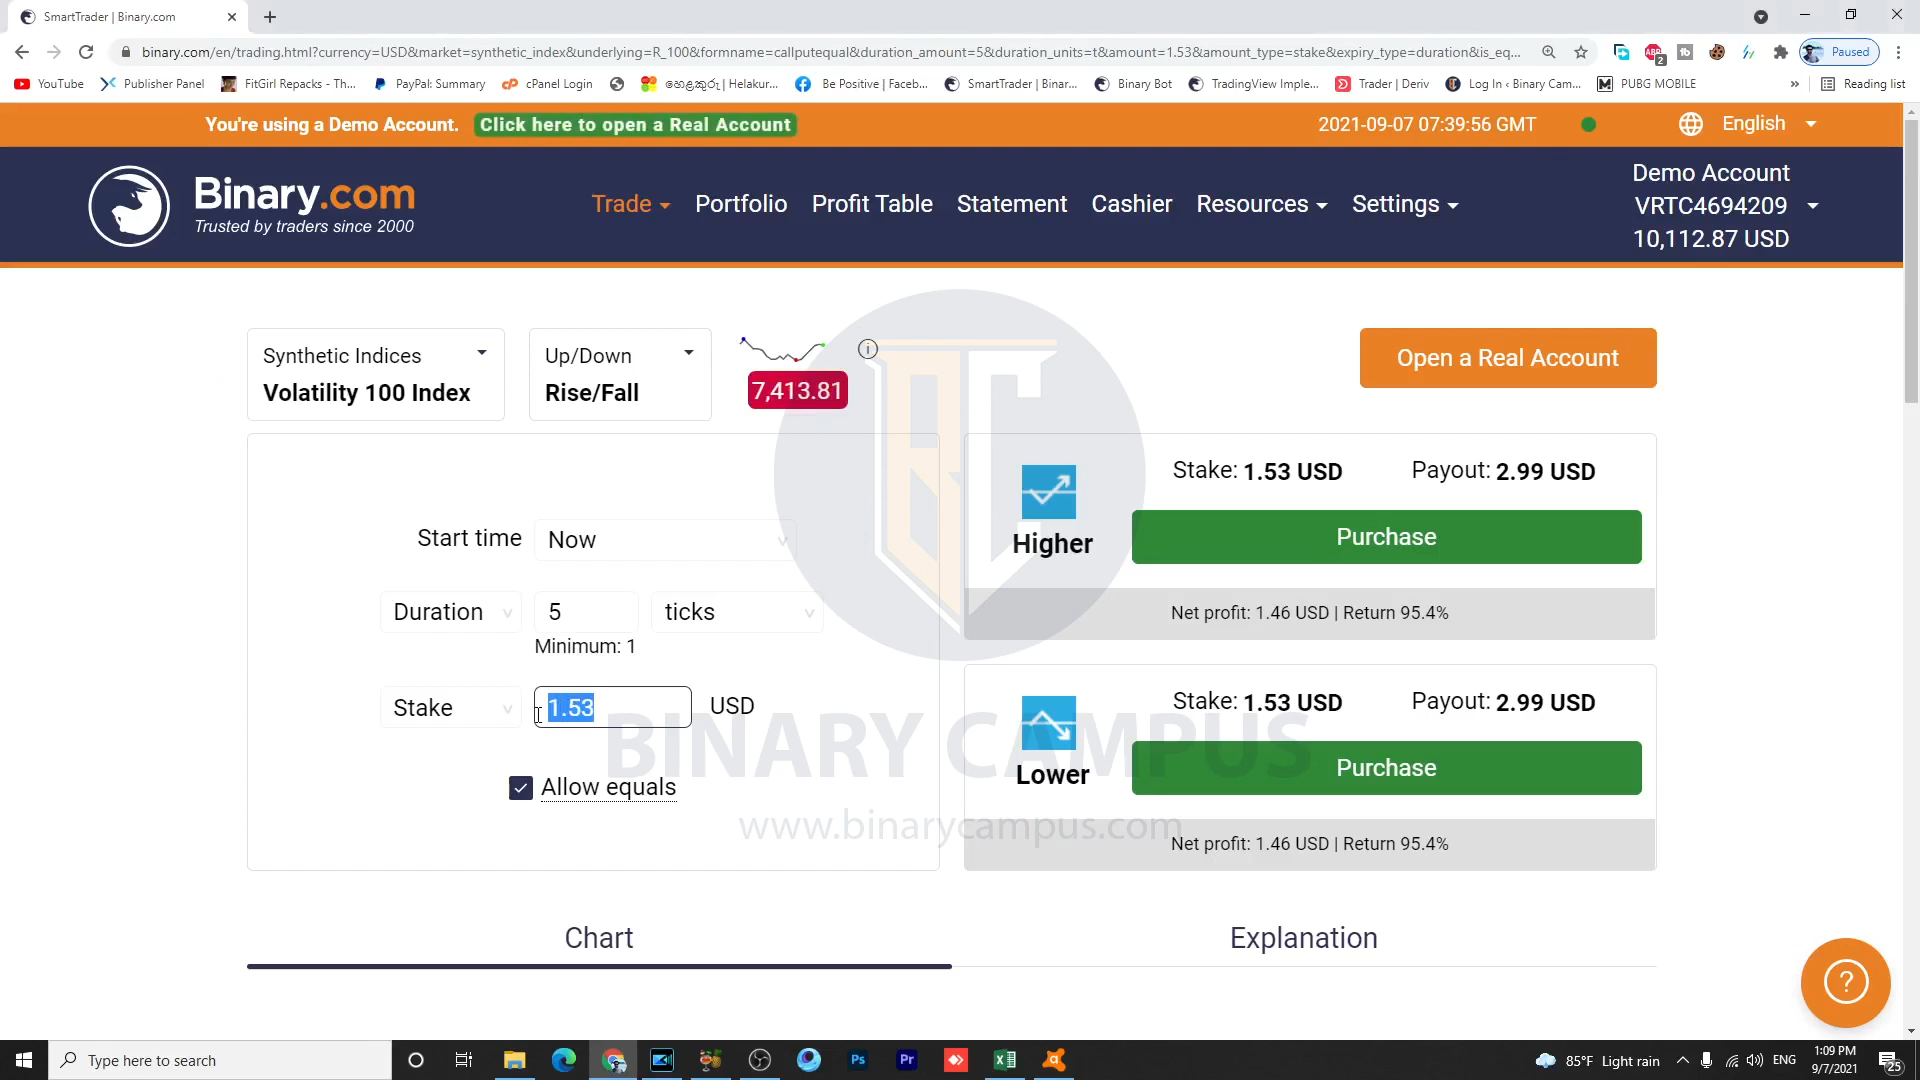 SmartTrader | Binary.com
binary.com/en/trading.html?currency=USD&market=synthetic_index&underlying=R_100&formname=callputequal&duration_amount=5&duration_units=t&amount=1.53&amount_type=stake&expiry_type=duration&is_eq...
2
Paused
YouTube
Publisher Panel
FitGirl Repacks - Th...
PayPal: Summary
cPanel Login
හෙළකුරු | Helakur...
Be Positive | Faceb...
SmartTrader | Binar...
Binary Bot
TradingView Imple...
Trader | Deriv
Log In ‹ Binary Cam...
PUBG MOBILE
»
Reading list
You're using a Demo Account.
Click here to open a Real Account
2021-09-07 07:39:56 GMT
English
Binary.com
Trusted by traders since 2000
Trade
Portfolio
Profit Table
Statement
Cashier
Resources
Settings
Demo Account
VRTC4694209
10,112.87 USD
Synthetic Indices
Volatility 100 Index
Up/Down
Rise/Fall
7,413.81
Open a Real Account
Start time
Now
Duration
5
ticks
Minimum: 1
Stake
1.53
USD
Allow equals
Higher
Stake: 1.53 USD
Payout: 2.99 USD
Purchase
Net profit: 1.46 USD | Return 95.4%
Lower
Stake: 1.53 USD
Payout: 2.99 USD
Purchase
Net profit: 1.46 USD | Return 95.4%
BINARY CAMPUS
www.binarycampus.com
Chart
Explanation
?
Type here to search
Ps
Pr
85°F Light rain
ENG
1:09 PM
9/7/2021
25